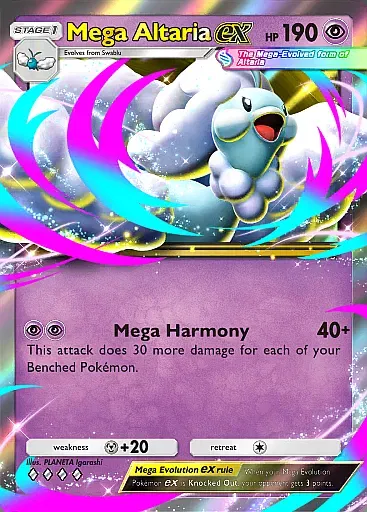 STAGE 1
Mega Altaria ex
HP 190
Evolves from Swablu
The Mega-Evolved form of
Altaria
Mega Harmony 40+
This attack does 30 more damage for each of your
Benched Pokémon.
weakness +20 retreat
Illus. PLANETA Igarashi
Mega Evolution ex rule
When your Mega Evolution
Pokémon ex is Knocked Out, your opponent gets 3 points.